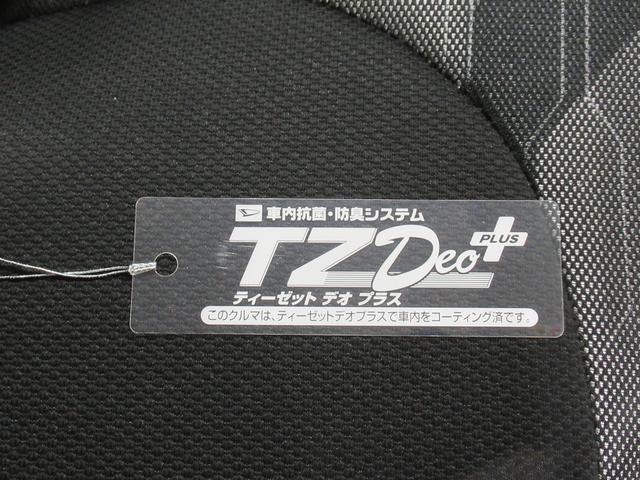 車内抗菌・防臭システム
TZ Deo PLUS
ティーゼット デオ プラス
このクルマは、ティーゼットデオプラスで車内をコーティング済です。